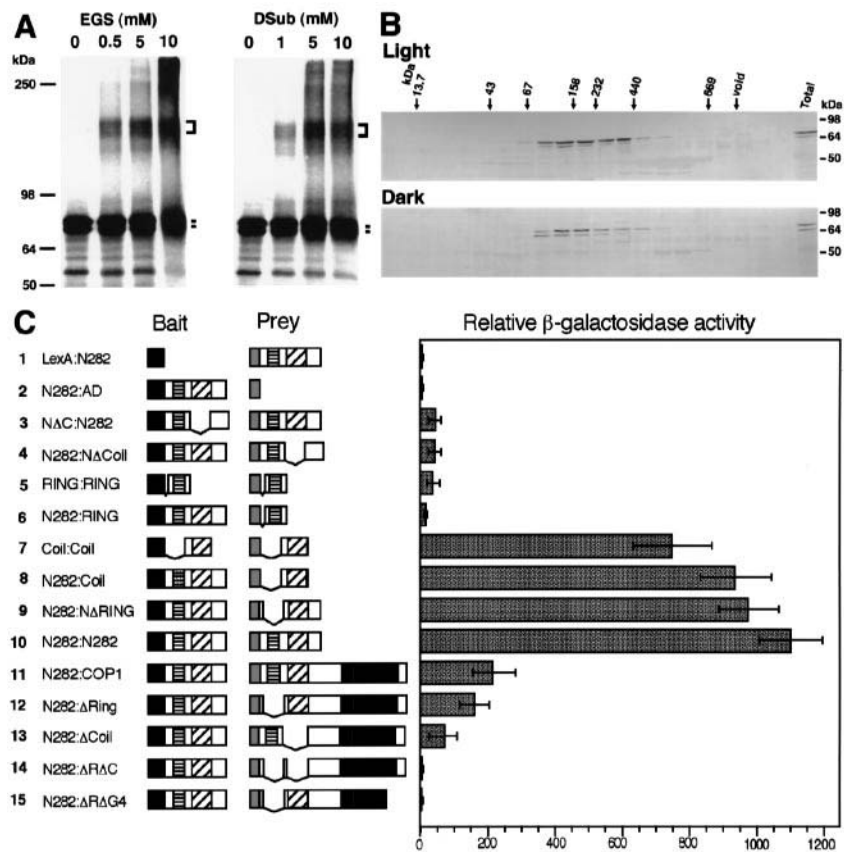 A
EGS (mM)
0 0.5 5 10
DSub (mM)
0 1 5 10
kDa
250
98
64
50
B
Light
kDa
13.7
43
67
158
232
440
669
void
Total
kDa
98
64
50
Dark
98
64
50
C
Bait Prey Relative β-galactosidase activity
1 LexA:N282
2 N282:AD
3 NΔC:N282
4 N282:NΔCoil
5 RING:RING
6 N282:RING
7 Coil:Coil
8 N282:Coil
9 N282:NΔRING
10 N282:N282
11 N282:COP1
12 N282:ΔRing
13 N282:ΔCoil
14 N282:ΔRΔC
15 N282:ΔRΔG4
0 200 400 600 800 1000 1200